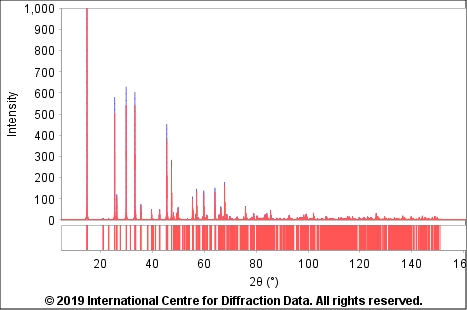 1,000
900
800
700
600
500
400
300
200
100
0
Intensity
20 40 60 80 100 120 140 16
2θ (°)
© 2019 International Centre for Diffraction Data. All rights reserved.